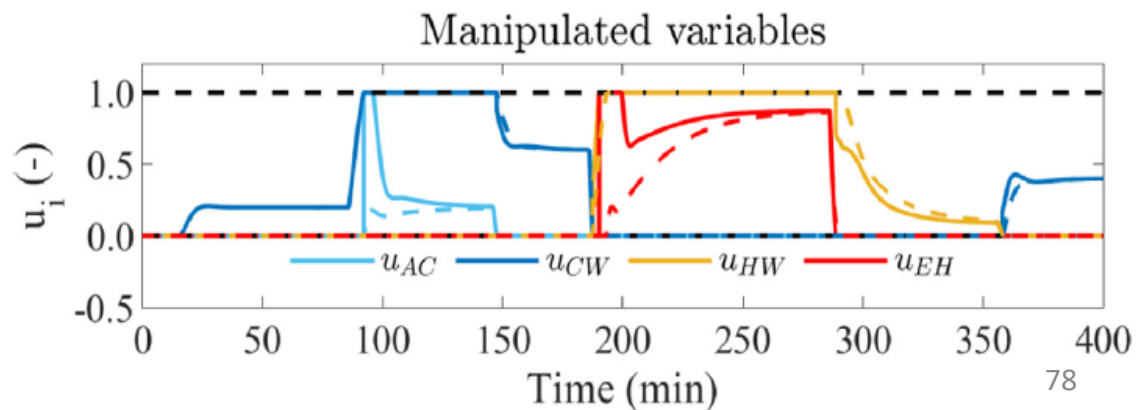 Manipulated variables
1.0
0.5
0.0
-0.5
u_i (-)
u_AC u_CW u_HW u_EH
0 50 100 150 200 250 300 350 400
Time (min)
78